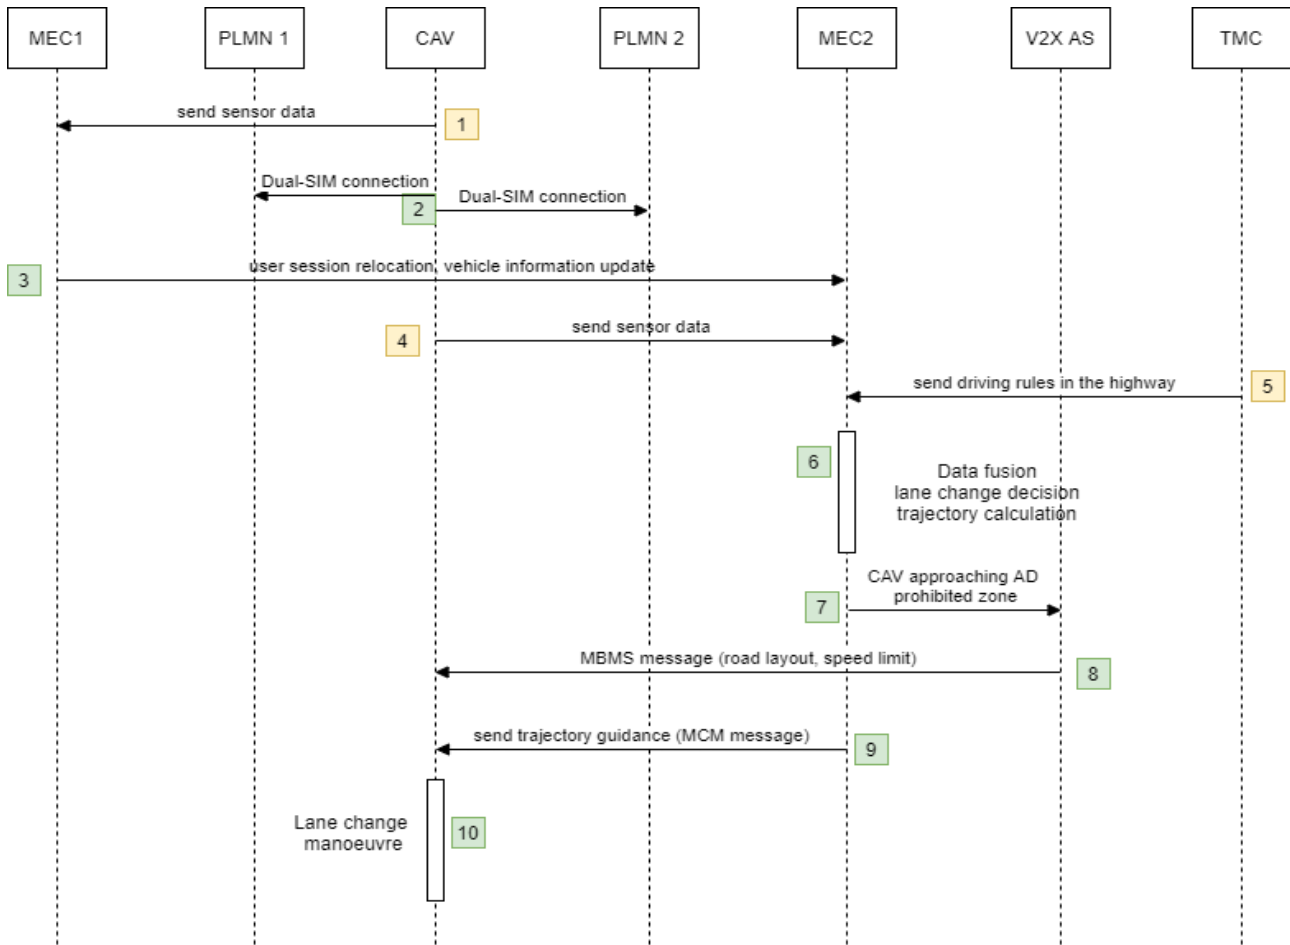 MEC1
PLMN 1
CAV
PLMN 2
MEC2
V2X AS
TMC
send sensor data
1
Dual-SIM connection
2
Dual-SIM connection
3
user session relocation, vehicle information update
4
send sensor data
send driving rules in the highway
5
6
Data fusion
lane change decision
trajectory calculation
7
CAV approaching AD
prohibited zone
MBMS message (road layout, speed limit)
8
send trajectory guidance (MCM message)
9
Lane change
manoeuvre
10